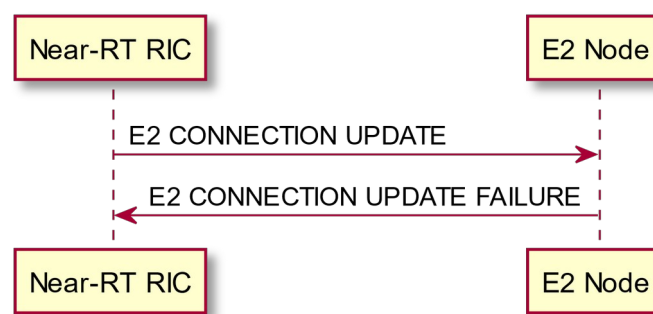 Near-RT RIC
E2 Node
E2 CONNECTION UPDATE
E2 CONNECTION UPDATE FAILURE
Near-RT RIC
E2 Node